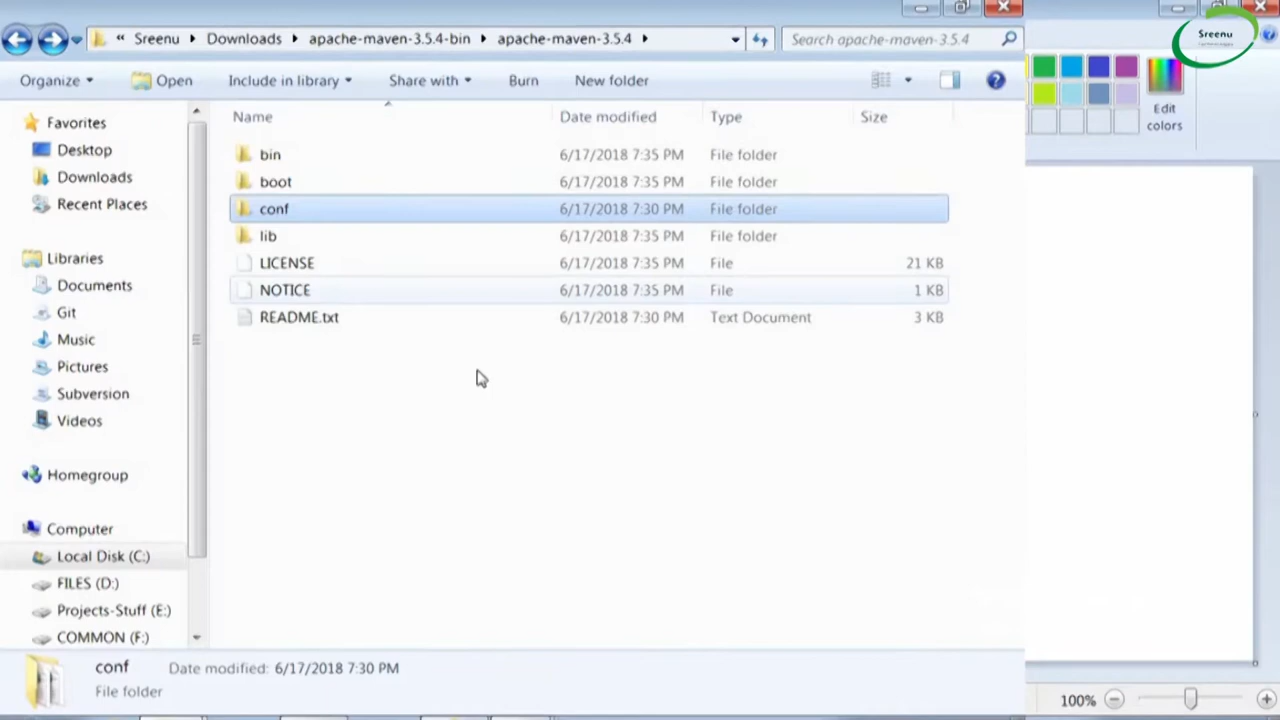 « Sreenu ▸ Downloads ▸ apache-maven-3.5.4-bin ▸ apache-maven-3.5.4 ▸
Search apache-maven-3.5.4
Sreenu
Organize
Open
Include in library
Share with
Burn
New folder
Edit
colors
Name
Date modified
Type
Size
Favorites
Desktop
Downloads
Recent Places
Libraries
Documents
Git
Music
Pictures
Subversion
Videos
Homegroup
Computer
Local Disk (C:)
FILES (D:)
Projects-Stuff (E:)
COMMON (F:)
bin 6/17/2018 7:35 PM File folder
boot 6/17/2018 7:35 PM File folder
conf 6/17/2018 7:30 PM File folder
lib 6/17/2018 7:35 PM File folder
LICENSE 6/17/2018 7:35 PM File 21 KB
NOTICE 6/17/2018 7:35 PM File 1 KB
README.txt 6/17/2018 7:30 PM Text Document 3 KB
conf Date modified: 6/17/2018 7:30 PM
File folder
100%